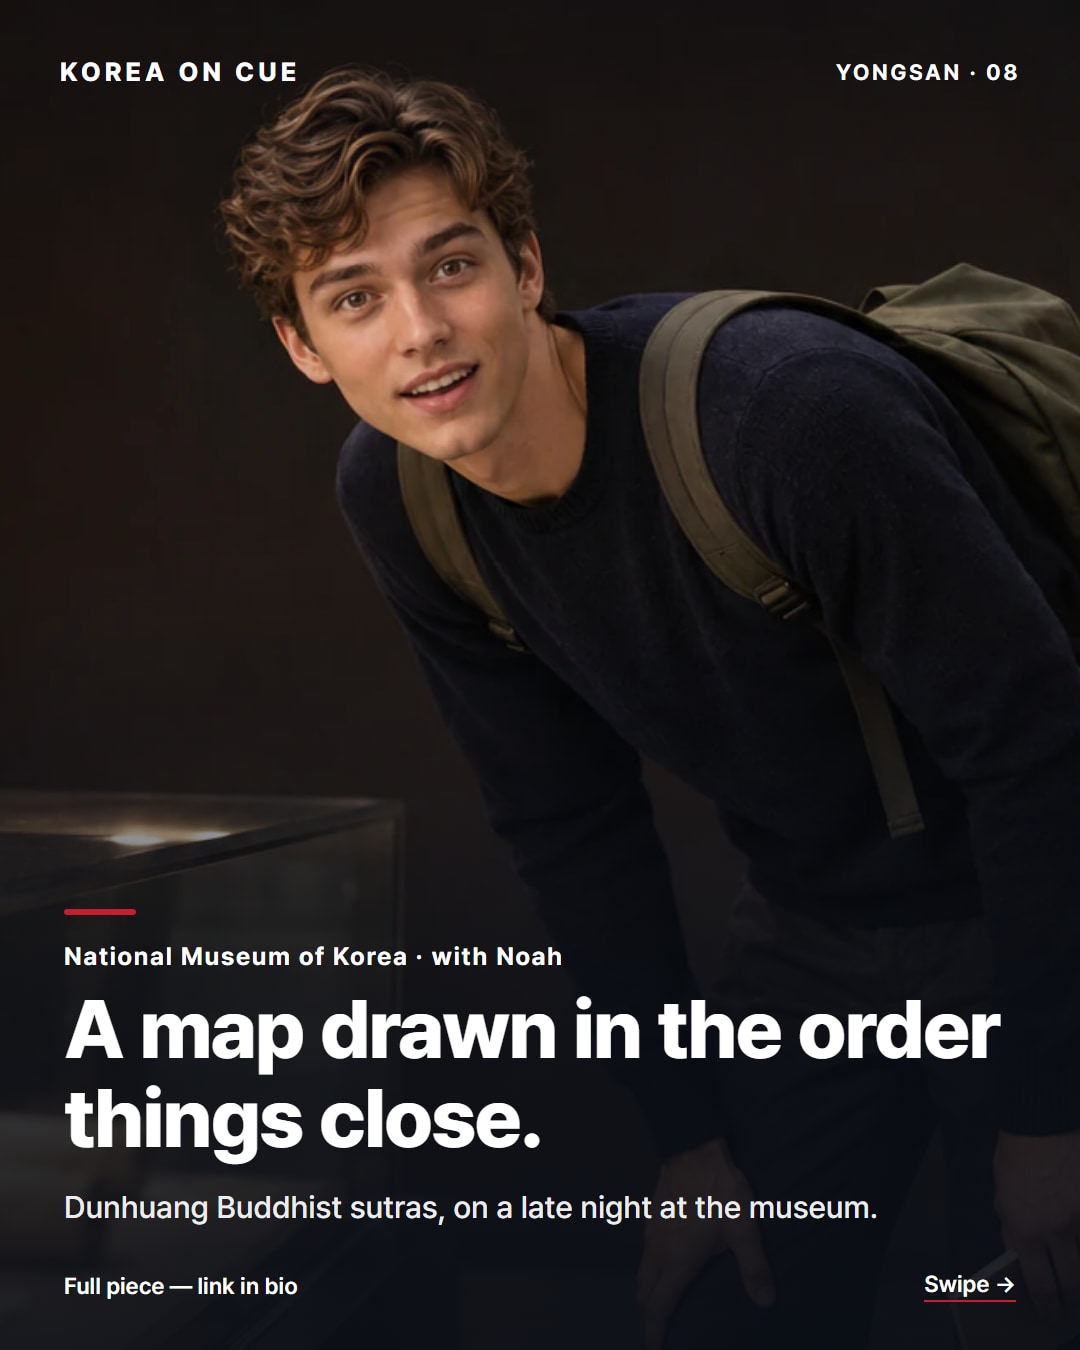 KOREA ON CUE
YONGSAN · 08
National Museum of Korea · with Noah
A map drawn in the order
things close.
Dunhuang Buddhist sutras, on a late night at the museum.
Full piece — link in bio
Swipe →